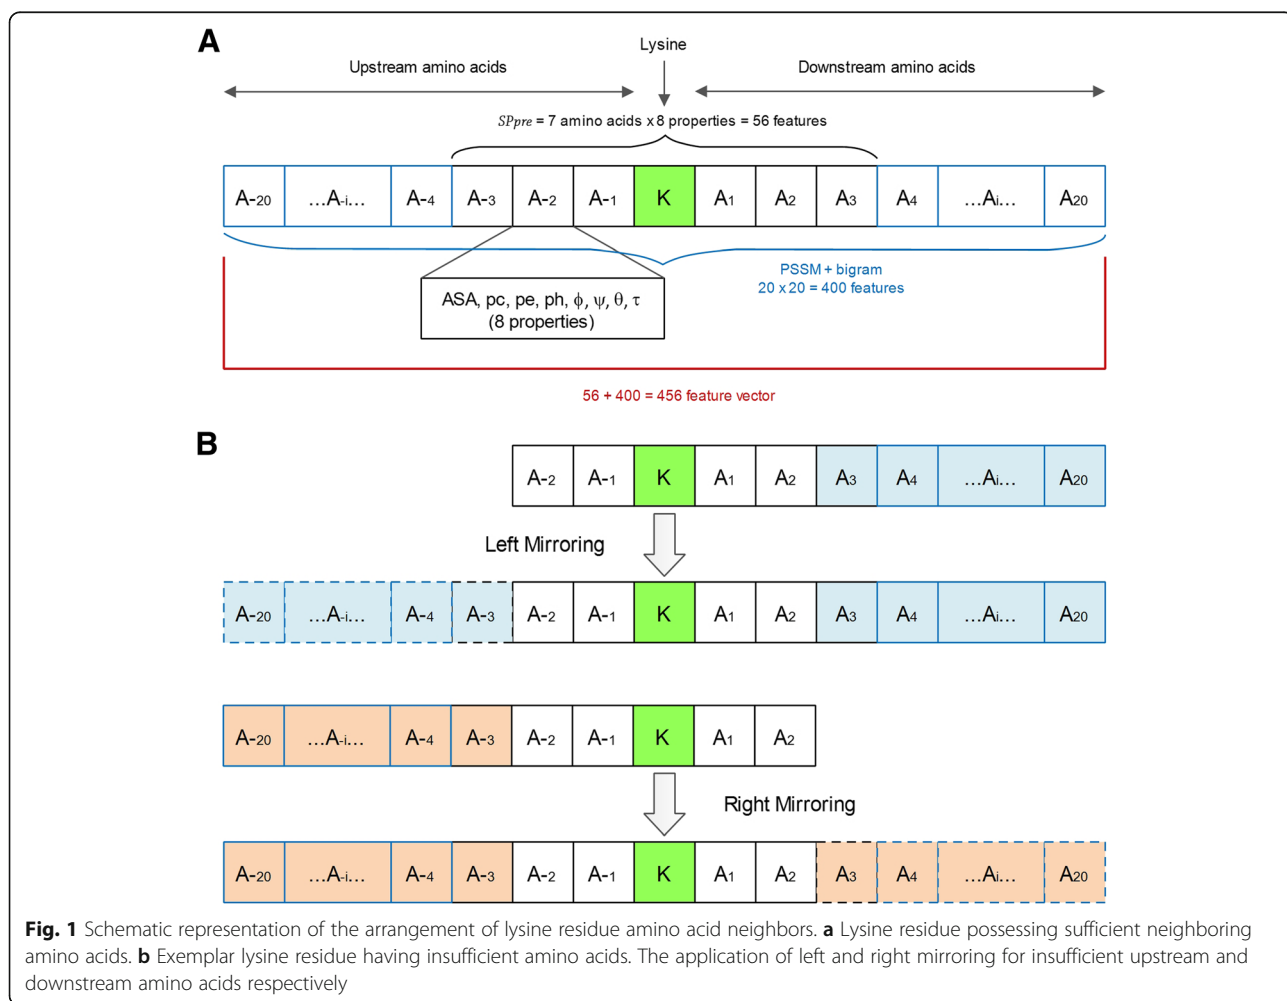 A
Lysine
Upstream amino acids
Downstream amino acids
SPpre = 7 amino acids x 8 properties = 56 features
A-20 ...A-i... A-4 A-3 A-2 A-1 K A1 A2 A3 A4 ...Ai... A20
PSSM + bigram
20 x 20 = 400 features
ASA, pc, pe, ph, ϕ, ψ, θ, τ
(8 properties)
56 + 400 = 456 feature vector
B
A-2 A-1 K A1 A2 A3 A4 ...Ai... A20
Left Mirroring
A-20 ...A-i... A-4 A-3 A-2 A-1 K A1 A2 A3 A4 ...Ai... A20
A-20 ...A-i... A-4 A-3 A-2 A-1 K A1 A2
Right Mirroring
A-20 ...A-i... A-4 A-3 A-2 A-1 K A1 A2 A3 A4 ...Ai... A20
Fig. 1 Schematic representation of the arrangement of lysine residue amino acid neighbors. a Lysine residue possessing sufficient neighboring
amino acids. b Exemplar lysine residue having insufficient amino acids. The application of left and right mirroring for insufficient upstream and
downstream amino acids respectively